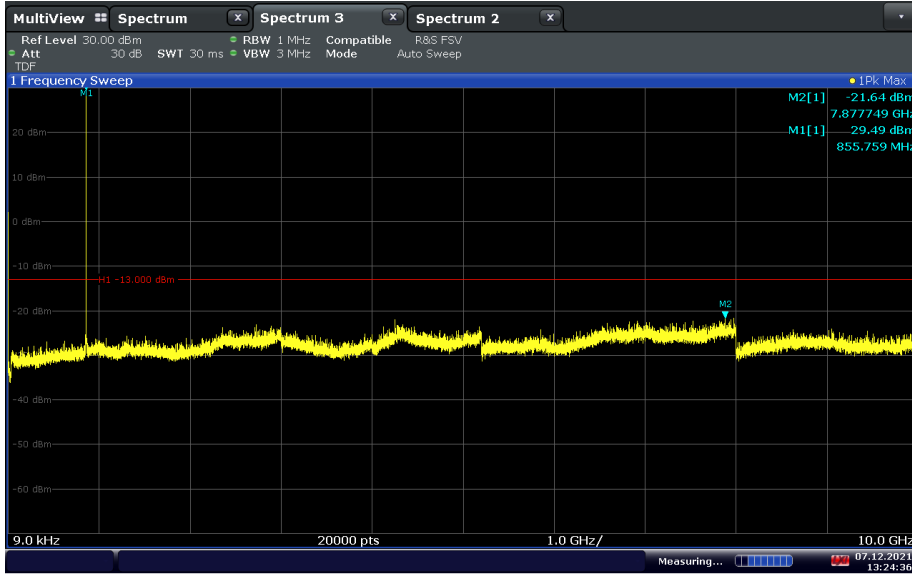 MultiView Spectrum X Spectrum 3 X Spectrum 2 X
Ref Level 30.00 dBm RBW 1 MHz Compatible R&S FSV
Att 30 dB SWT 30 ms VBW 3 MHz Mode Auto Sweep
TDF
1 Frequency Sweep 1Pk Max
M1
M2[1] -21.64 dBm
7.877749 GHz
M1[1] 29.49 dBm
855.759 MHz
20 dBm
10 dBm
0 dBm
-10 dBm
H1 -13.000 dBm
-20 dBm
M2
-40 dBm
-50 dBm
-60 dBm
9.0 kHz 20000 pts 1.0 GHz/ 10.0 GHz
Measuring... 07.12.2021
13:24:36